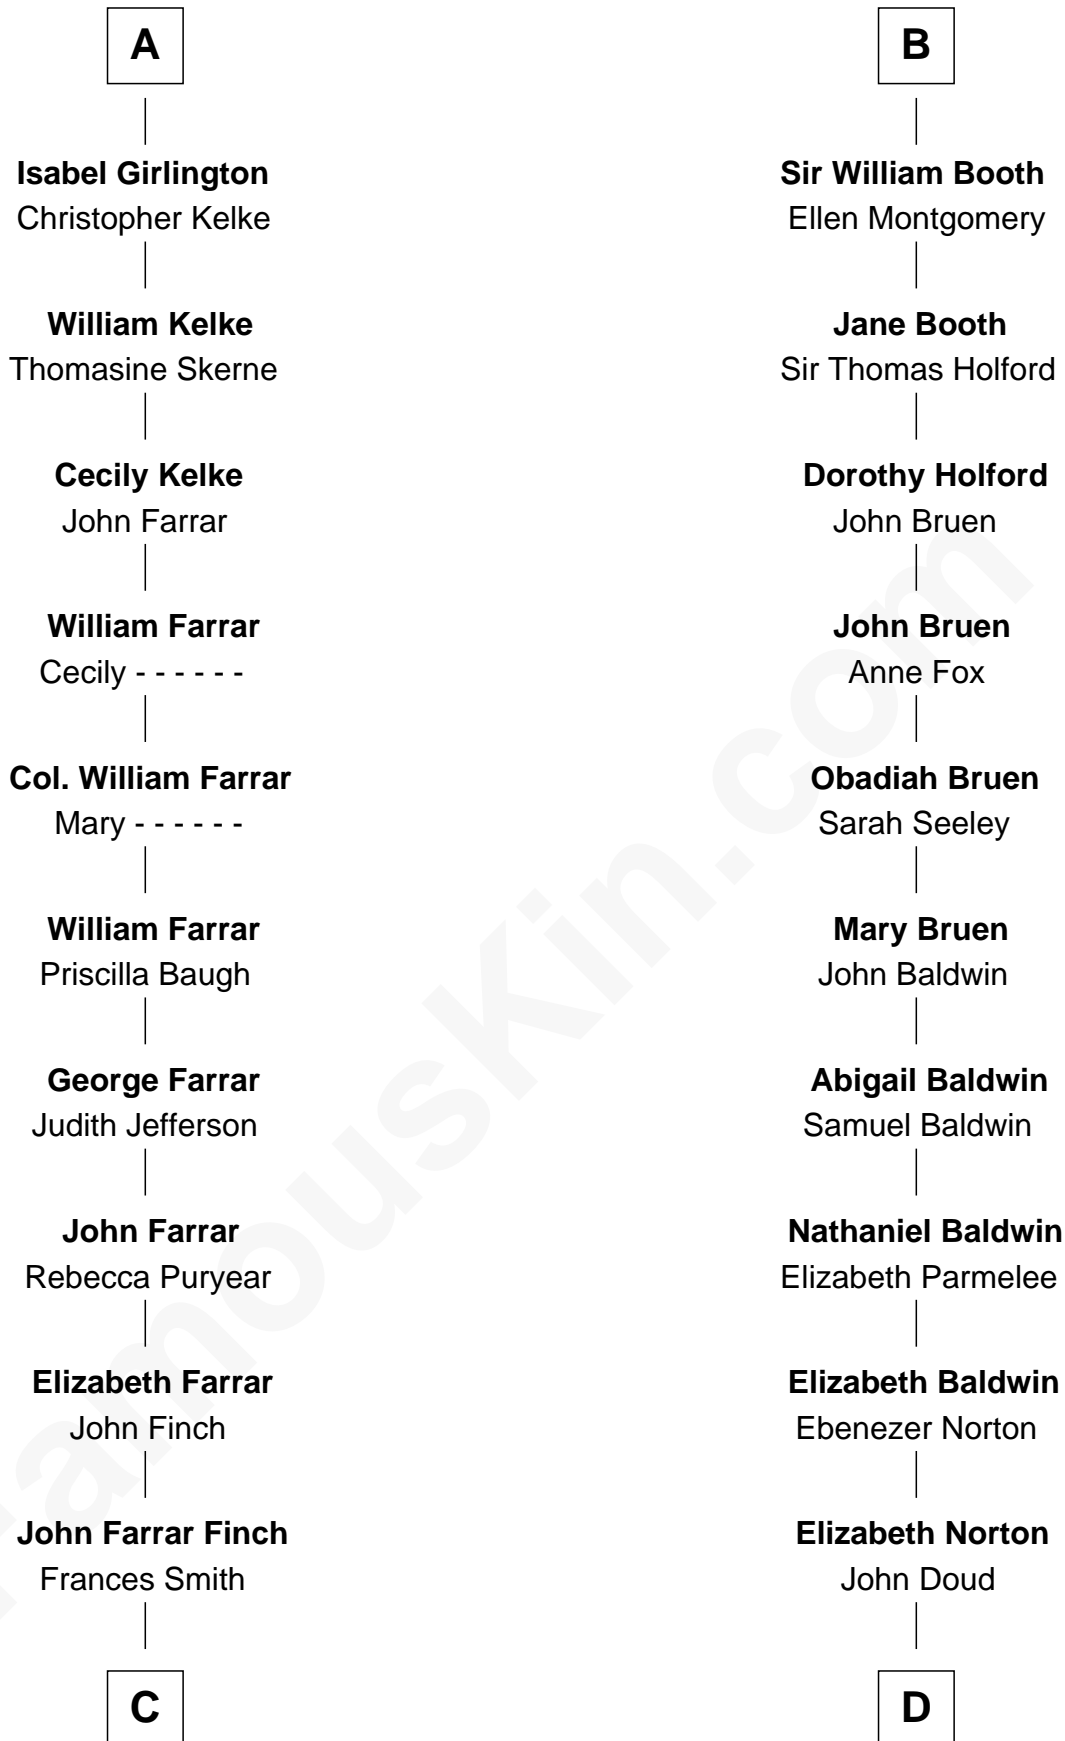 A
Isabel Girlington
Christopher Kelke
William Kelke
Thomasine Skerne
Cecily Kelke
John Farrar
William Farrar
Cecily - - - - - -
Col. William Farrar
Mary - - - - - -
William Farrar
Priscilla Baugh
George Farrar
Judith Jefferson
John Farrar
Rebecca Puryear
Elizabeth Farrar
John Finch
John Farrar Finch
Frances Smith
C
B
Sir William Booth
Ellen Montgomery
Jane Booth
Sir Thomas Holford
Dorothy Holford
John Bruen
John Bruen
Anne Fox
Obadiah Bruen
Sarah Seeley
Mary Bruen
John Baldwin
Abigail Baldwin
Samuel Baldwin
Nathaniel Baldwin
Elizabeth Parmelee
Elizabeth Baldwin
Ebenezer Norton
Elizabeth Norton
John Doud
D
FamousKin.com